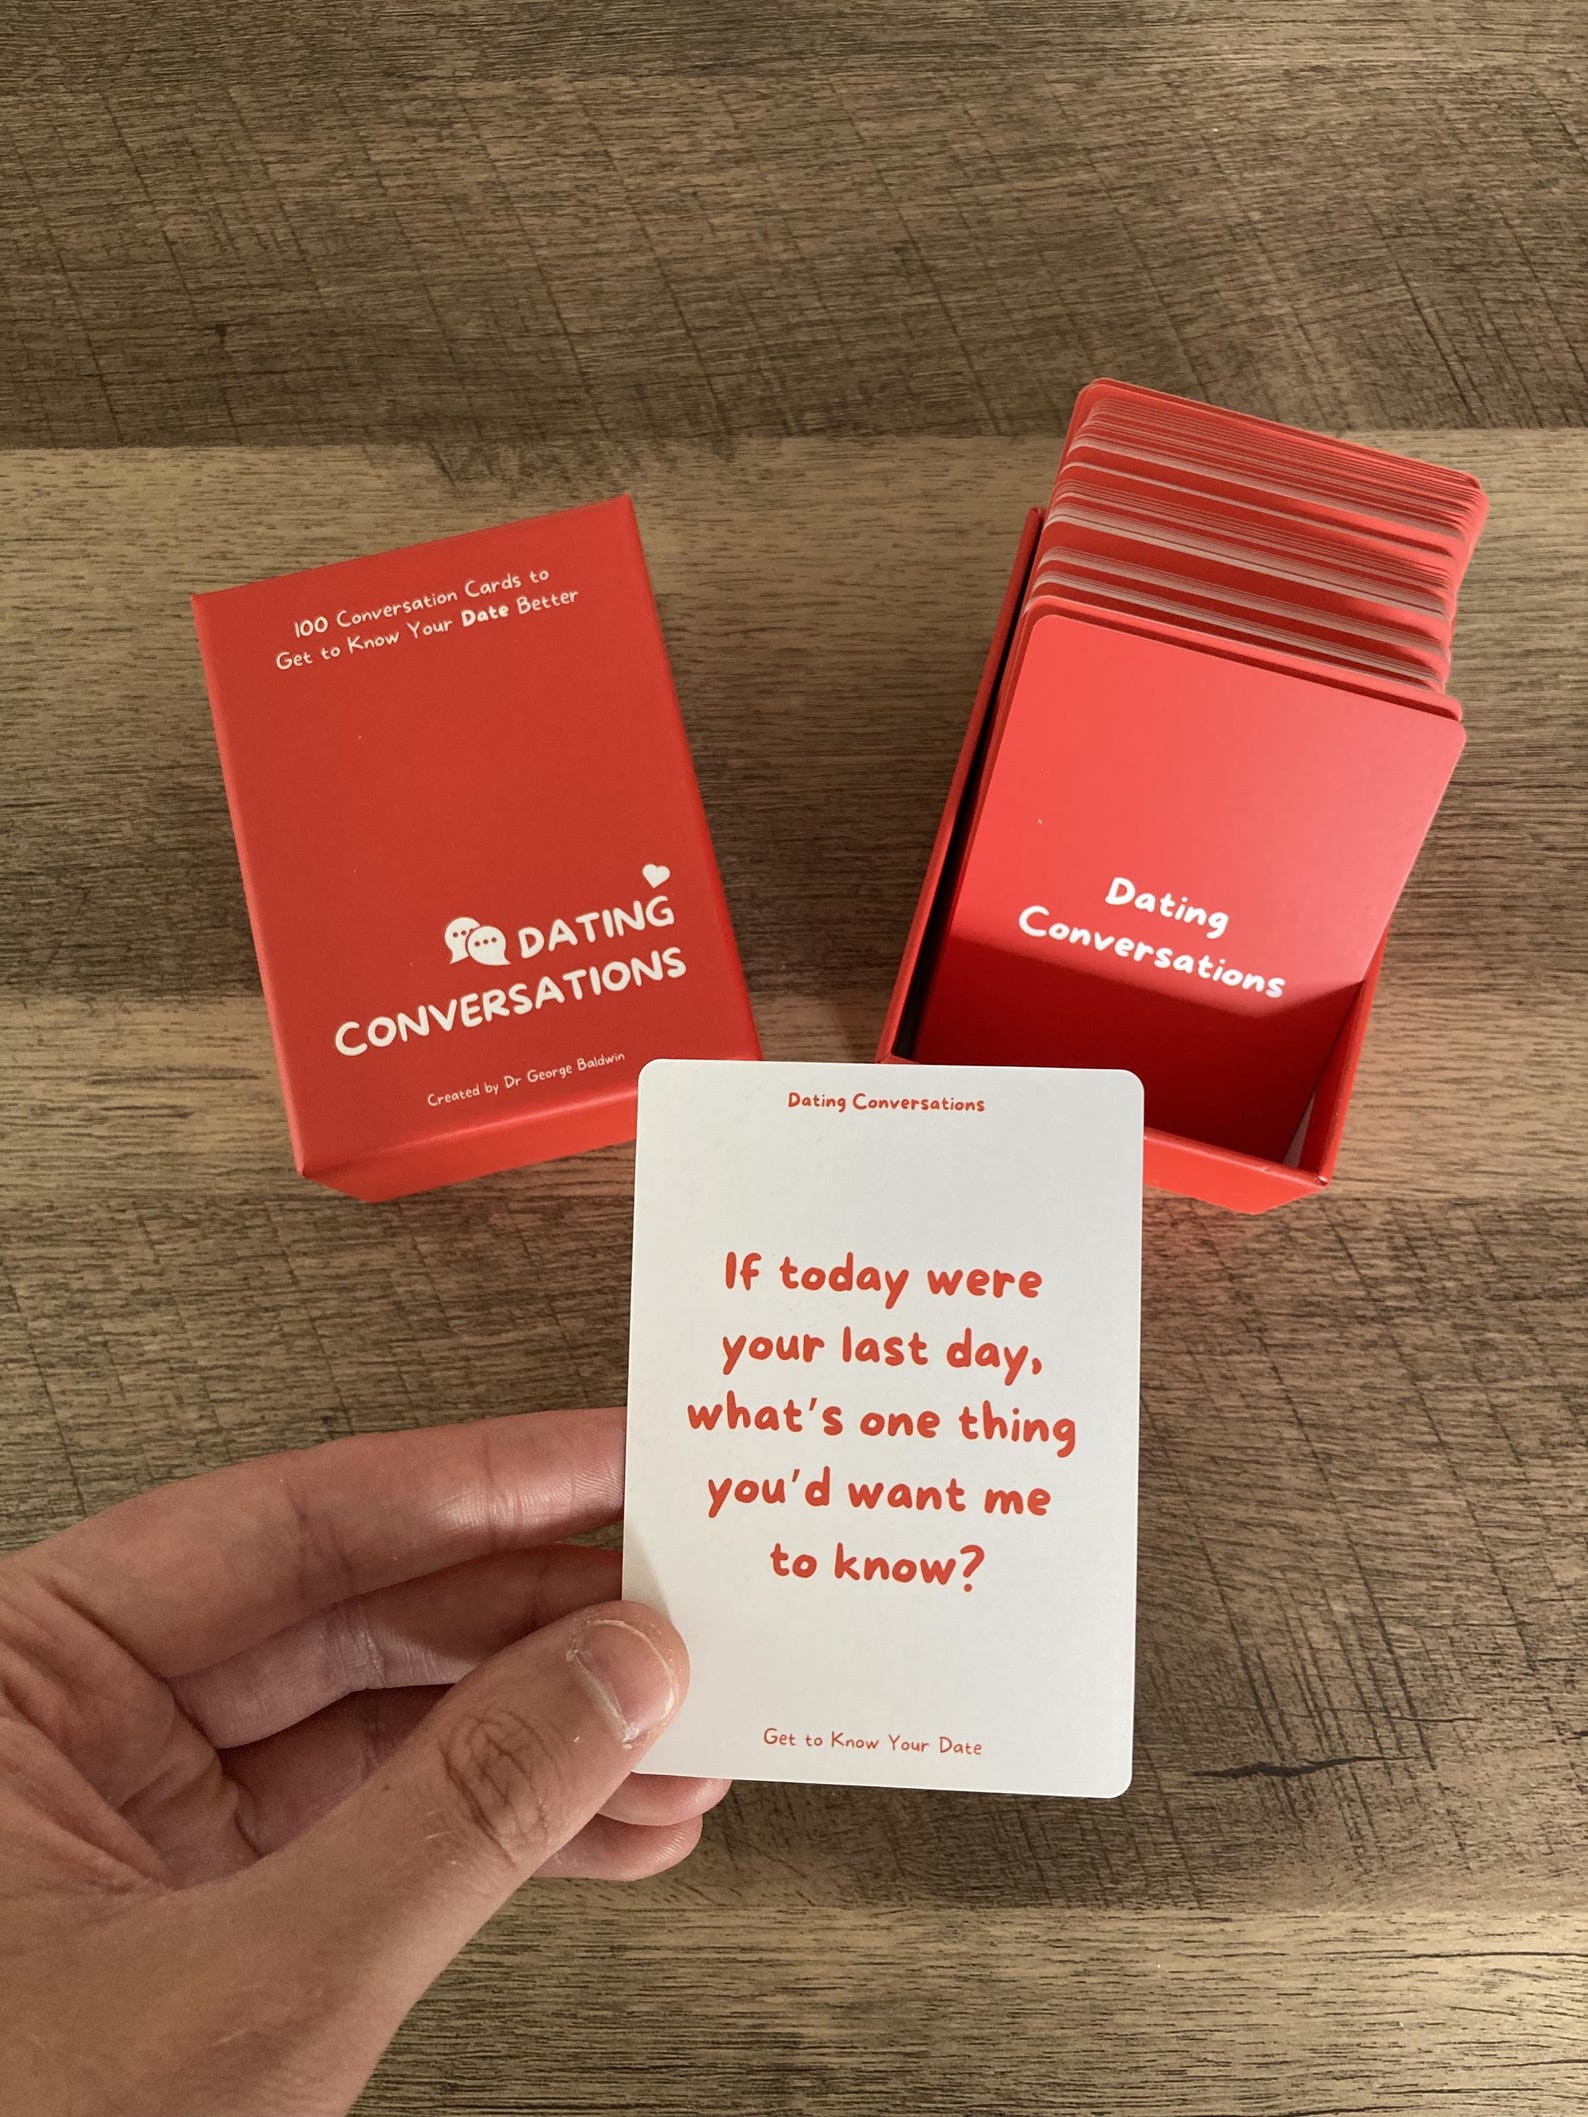 100 Conversation Cards to
Get to Know Your Date Better
DATING
CONVERSATIONS
Created by Dr George Baldwin
Dating
Conversations
Dating Conversations
If today were
your last day,
what's one thing
you'd want me
to know?
Get to Know Your Date